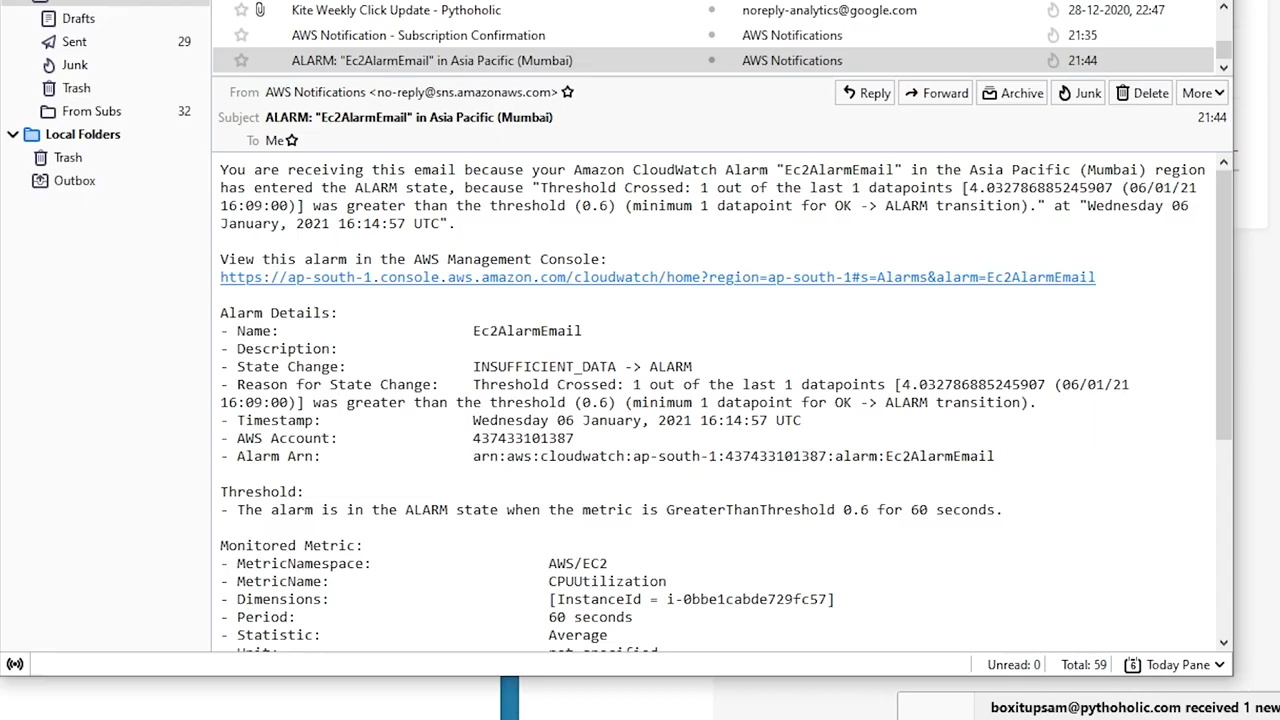 Drafts
Sent 29
Junk
Trash
From Subs 32
Local Folders
Trash
Outbox
Kite Weekly Click Update - Pythoholic noreply-analytics@google.com 28-12-2020, 22:47
AWS Notification - Subscription Confirmation AWS Notifications 21:35
ALARM: "Ec2AlarmEmail" in Asia Pacific (Mumbai) AWS Notifications 21:44
From AWS Notifications <no-reply@sns.amazonaws.com> Reply Forward Archive Junk Delete More
Subject ALARM: "Ec2AlarmEmail" in Asia Pacific (Mumbai) 21:44
To Me
You are receiving this email because your Amazon CloudWatch Alarm "Ec2AlarmEmail" in the Asia Pacific (Mumbai) region
has entered the ALARM state, because "Threshold Crossed: 1 out of the last 1 datapoints [4.032786885245907 (06/01/21
16:09:00)] was greater than the threshold (0.6) (minimum 1 datapoint for OK -> ALARM transition)." at "Wednesday 06
January, 2021 16:14:57 UTC".
View this alarm in the AWS Management Console:
https://ap-south-1.console.aws.amazon.com/cloudwatch/home?region=ap-south-1#s=Alarms&alarm=Ec2AlarmEmail
Alarm Details:
- Name: Ec2AlarmEmail
- Description:
- State Change: INSUFFICIENT_DATA -> ALARM
- Reason for State Change: Threshold Crossed: 1 out of the last 1 datapoints [4.032786885245907 (06/01/21
16:09:00)] was greater than the threshold (0.6) (minimum 1 datapoint for OK -> ALARM transition).
- Timestamp: Wednesday 06 January, 2021 16:14:57 UTC
- AWS Account: 437433101387
- Alarm Arn: arn:aws:cloudwatch:ap-south-1:437433101387:alarm:Ec2AlarmEmail
Threshold:
- The alarm is in the ALARM state when the metric is GreaterThanThreshold 0.6 for 60 seconds.
Monitored Metric:
- MetricNamespace: AWS/EC2
- MetricName: CPUUtilization
- Dimensions: [InstanceId = i-0bbe1cabde729fc57]
- Period: 60 seconds
- Statistic: Average
- Unit: not specified
Unread: 0 Total: 59 6 Today Pane
boxitupsam@pythoholic.com received 1 new